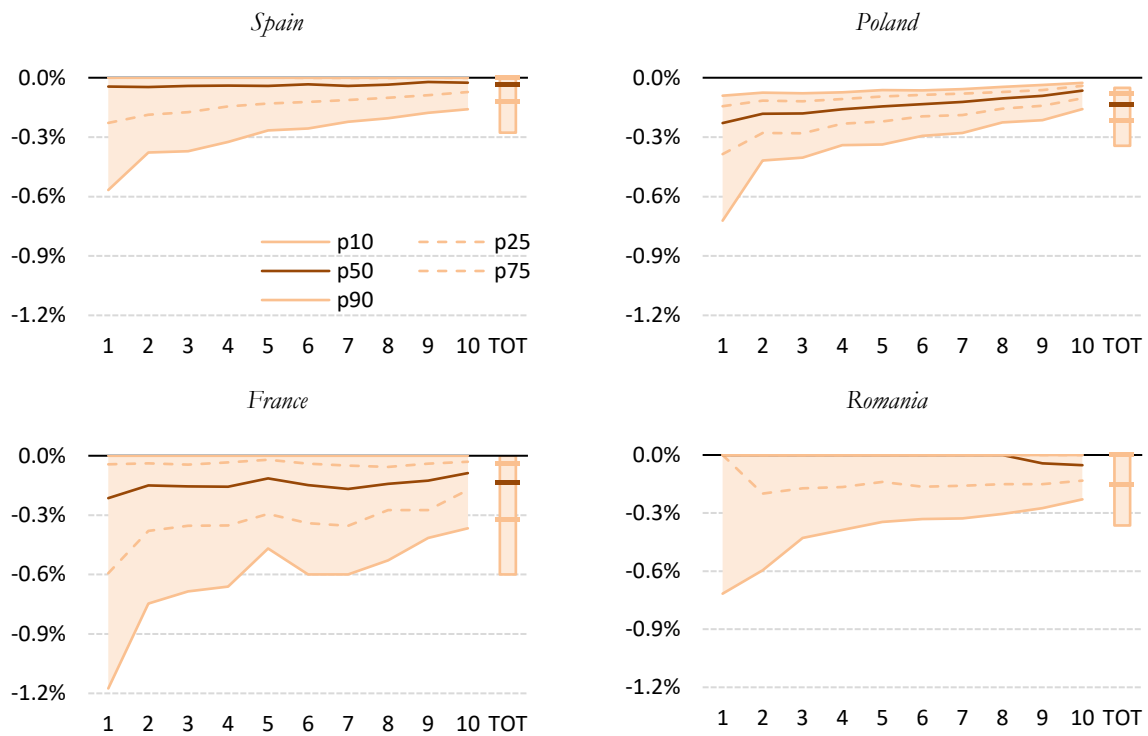 Spain
0.0%
-0.3%
-0.6%
-0.9%
-1.2%
p10 p25
p50 p75
p90
1 2 3 4 5 6 7 8 9 10 TOT
Poland
0.0%
-0.3%
-0.6%
-0.9%
-1.2%
1 2 3 4 5 6 7 8 9 10 TOT
France
0.0%
-0.3%
-0.6%
-0.9%
-1.2%
1 2 3 4 5 6 7 8 9 10 TOT
Romania
0.0%
-0.3%
-0.6%
-0.9%
-1.2%
1 2 3 4 5 6 7 8 9 10 TOT